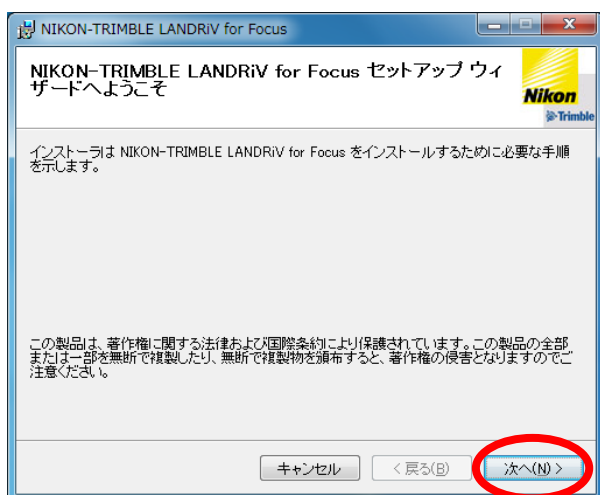 NIKON-TRIMBLE LANDRiV for Focus
NIKON-TRIMBLE LANDRiV for Focus セットアップ ウィ
ザードへようこそ
Nikon
Trimble
インストーラは NIKON-TRIMBLE LANDRiV for Focus をインストールするために必要な手順
を示します。
この製品は、著作権に関する法律および国際条約により保護されています。この製品の全部
または一部を無断で複製したり、無断で複製物を頒布すると、著作権の侵害となりますのでご
注意ください。
キャンセル
< 戻る(B)
次へ(N) >